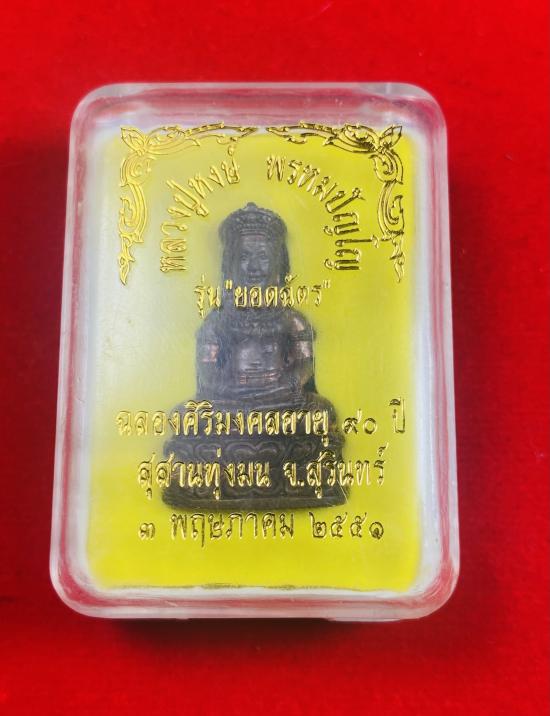 หลวงปู่หงษ์ พรหมปัญโญ
รุ่น "ยอดฉัตร"
ฉลองศิริมงคลอายุ ๙๐ ปี
สุสานทุ่งมน จ.สุรินทร์
๓ พฤษภาคม ๒๕๕๑